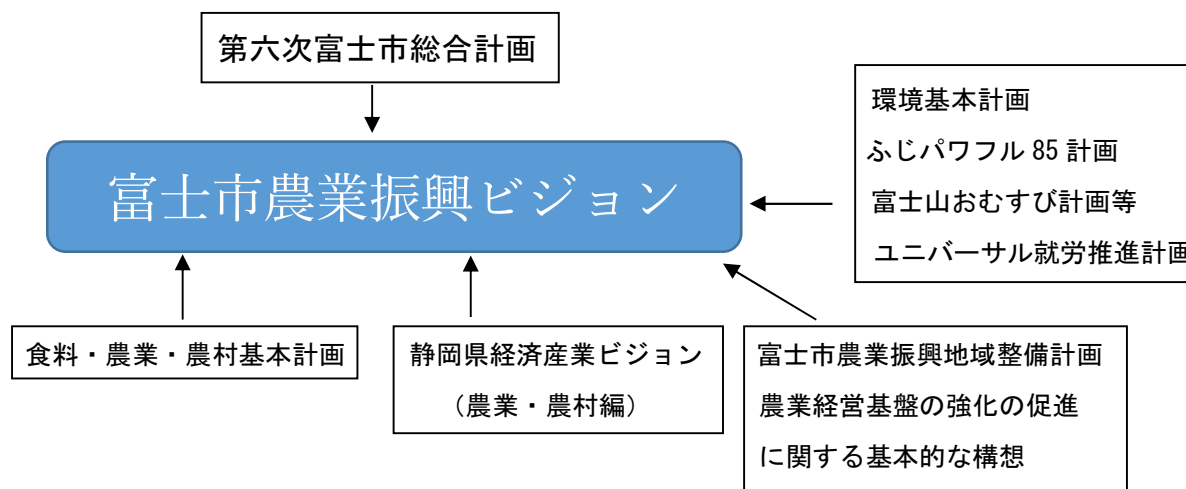 第六次富士市総合計画
環境基本計画
ふじパワフル 85 計画
富士山おむすび計画等
ユニバーサル就労推進計画
富士市農業振興ビジョン
食料・農業・農村基本計画
静岡県経済産業ビジョン
（農業・農村編）
富士市農業振興地域整備計画
農業経営基盤の強化の促進
に関する基本的な構想